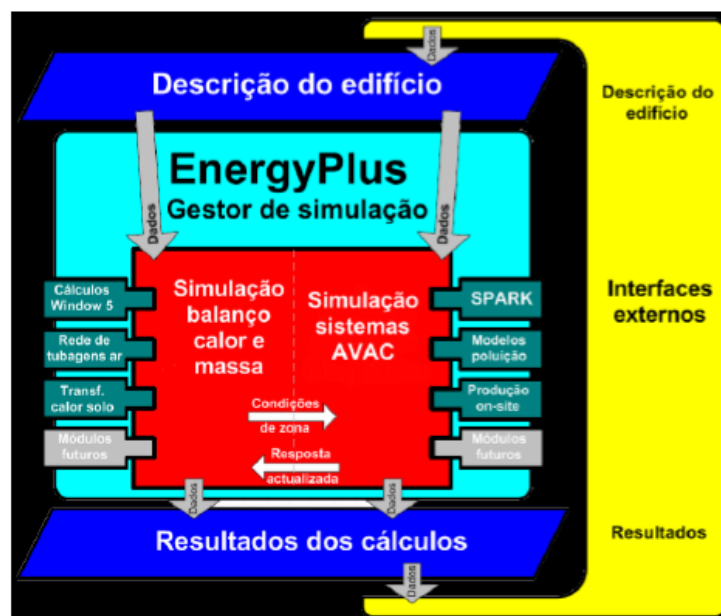 Dados
Descrição do edifício
Descrição do
edifício
Dados
Dados
EnergyPlus
Gestor de simulação
Cálculos
Window 5
Rede de
tubagens ar
Transf.
calor solo
Módulos
futuros
Simulação
balanço
calor e
massa
Simulação
sistemas
AVAC
Condições
de zona
Resposta
actualizada
SPARK
Modelos
poluição
Produção
on-site
Módulos
futuros
Interfaces
externos
Dados
Dados
Resultados dos cálculos
Resultados
Dados